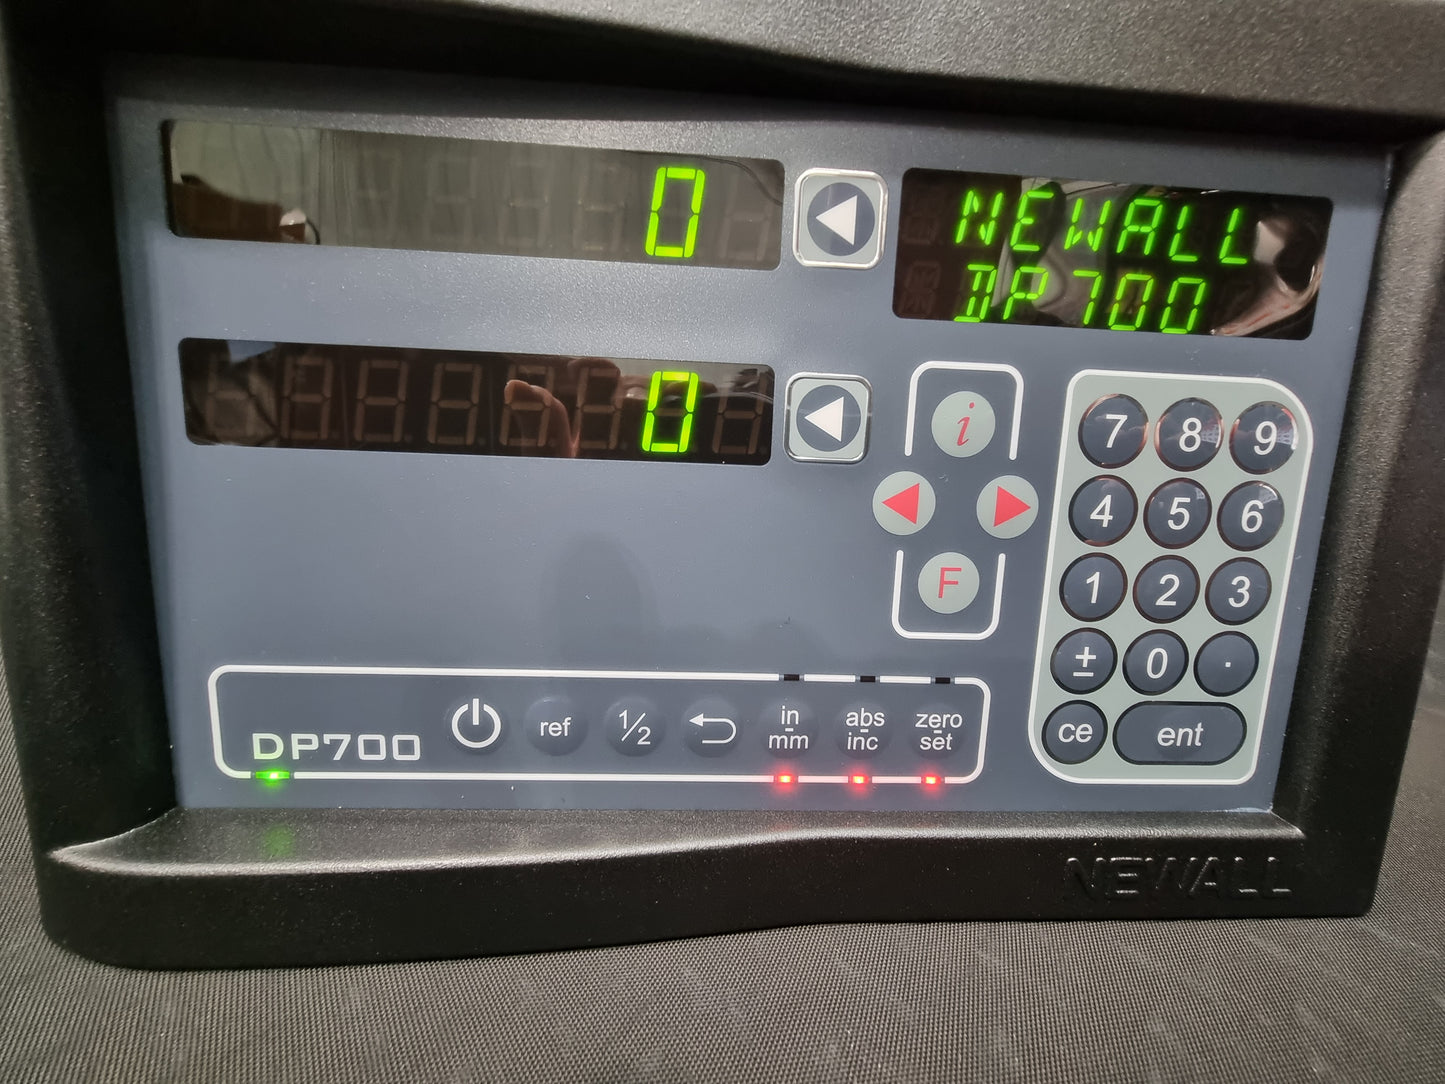 0
NEWALL
DP700
0
i
F
7 8 9
4 5 6
1 2 3
± 0 .
ce ent
DP700
ref
1/2
in
mm
abs
inc
zero
set
NEWALL